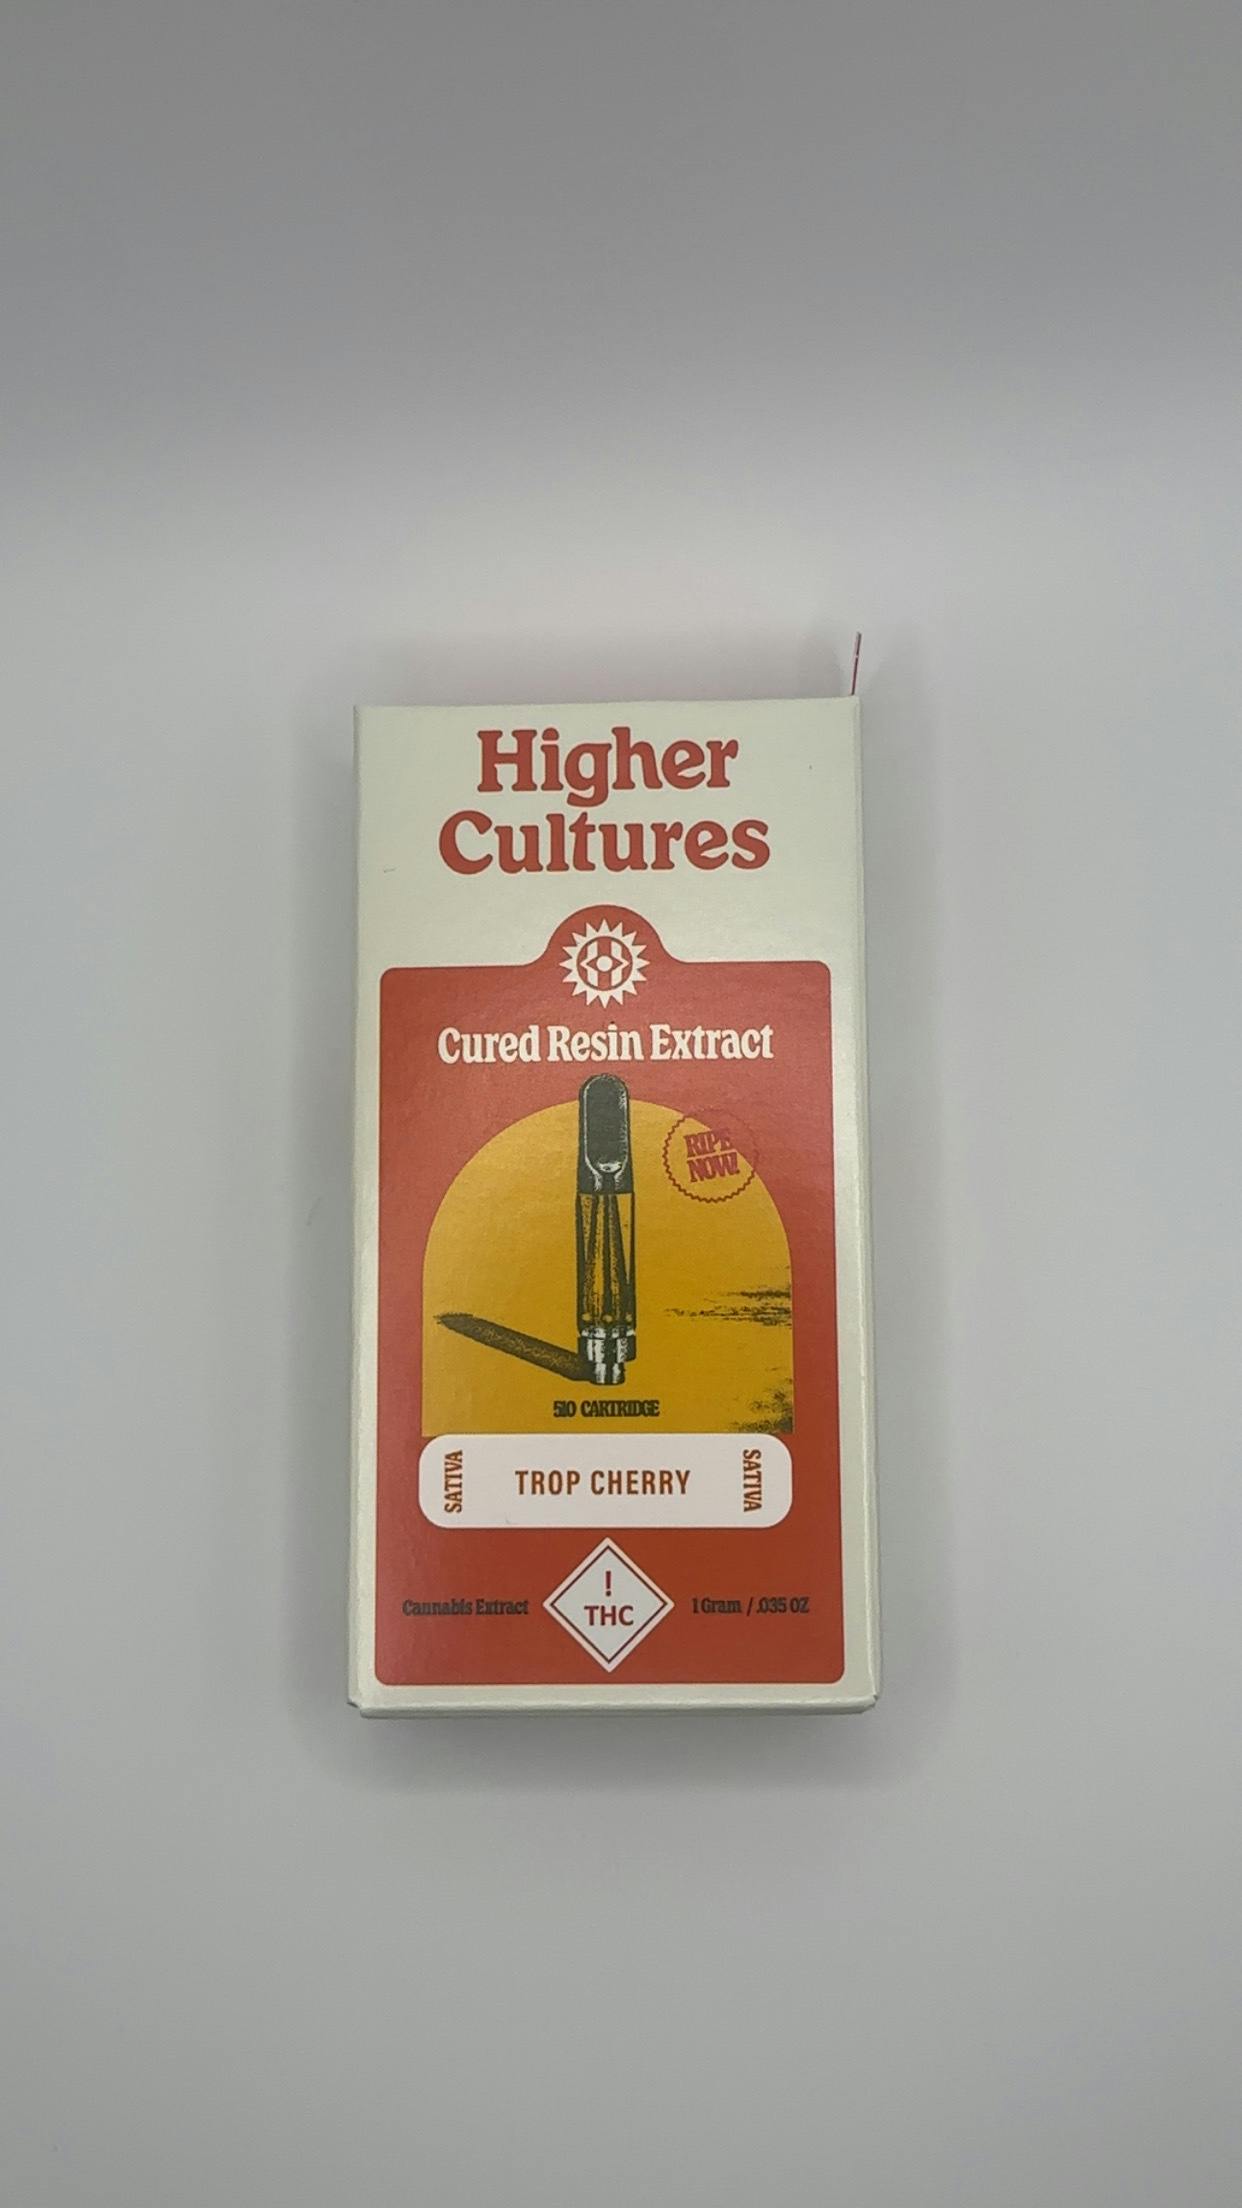 Higher
Cultures
Cured Resin Extract
RIPE
NOW!
510 CARTRIDGE
SATIVA
TROP CHERRY
SATIVA
Cannabis Extract
!
THC
1 Gram / .035 OZ